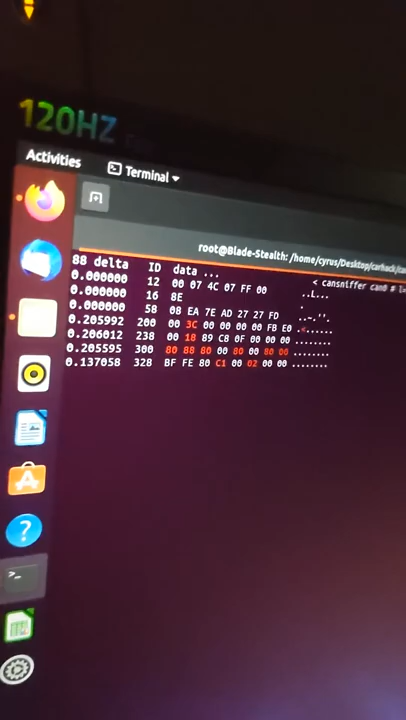 120HZ
Activities
Terminal
root@Blade-Stealth: /home/cyrus/Desktop/carhack/
88 delta ID data ... < cansniffer can0 # l=
0.000000 12 00 07 4C 07 FF 00 ..L...
0.000000 16 8E .
0.000000 58 08 EA 7E AD 27 27 FD ..~.''.
0.205992 200 00 3C 00 00 00 00 FB E0 .<......
0.206012 238 00 18 89 C8 0F 00 00 00 ........
0.205595 300 80 88 80 00 80 00 80 00 ........
0.137058 328 BF FE 80 C1 00 02 00 00 ........